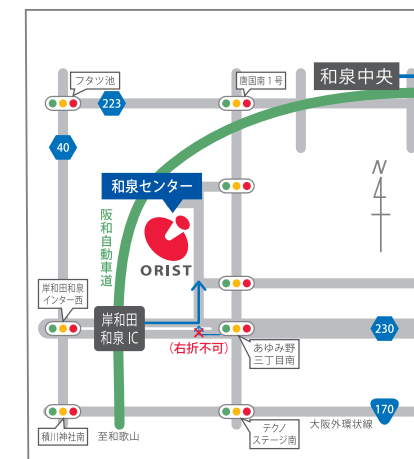 フタツ池
唐国南1号
和泉中央
223
40
和泉センター
N
4
阪和自動車道
ORIST
岸和田和泉
インター西
岸和田
和泉IC
(右折不可)
あゆみ野
三丁目南
230
170
積川神社南
至和歌山
テクノ
ステージ南
大阪外環状線